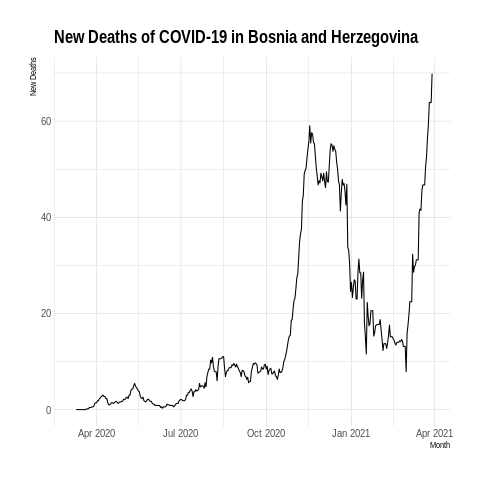 New Deaths of COVID-19 in Bosnia and Herzegovina
New Deaths
60
40
20
0
Apr 2020 Jul 2020 Oct 2020 Jan 2021 Apr 2021
Month